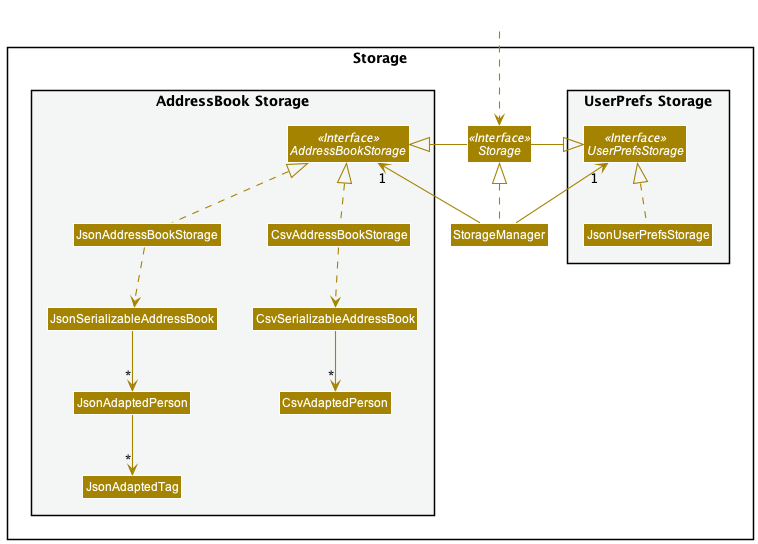 Storage
AddressBook Storage
UserPrefs Storage
«Interface»
AddressBookStorage
«Interface»
Storage
«Interface»
UserPrefsStorage
1
1
JsonAddressBookStorage
CsvAddressBookStorage
StorageManager
JsonUserPrefsStorage
JsonSerializableAddressBook
CsvSerializableAddressBook
*
*
JsonAdaptedPerson
CsvAdaptedPerson
*
JsonAdaptedTag